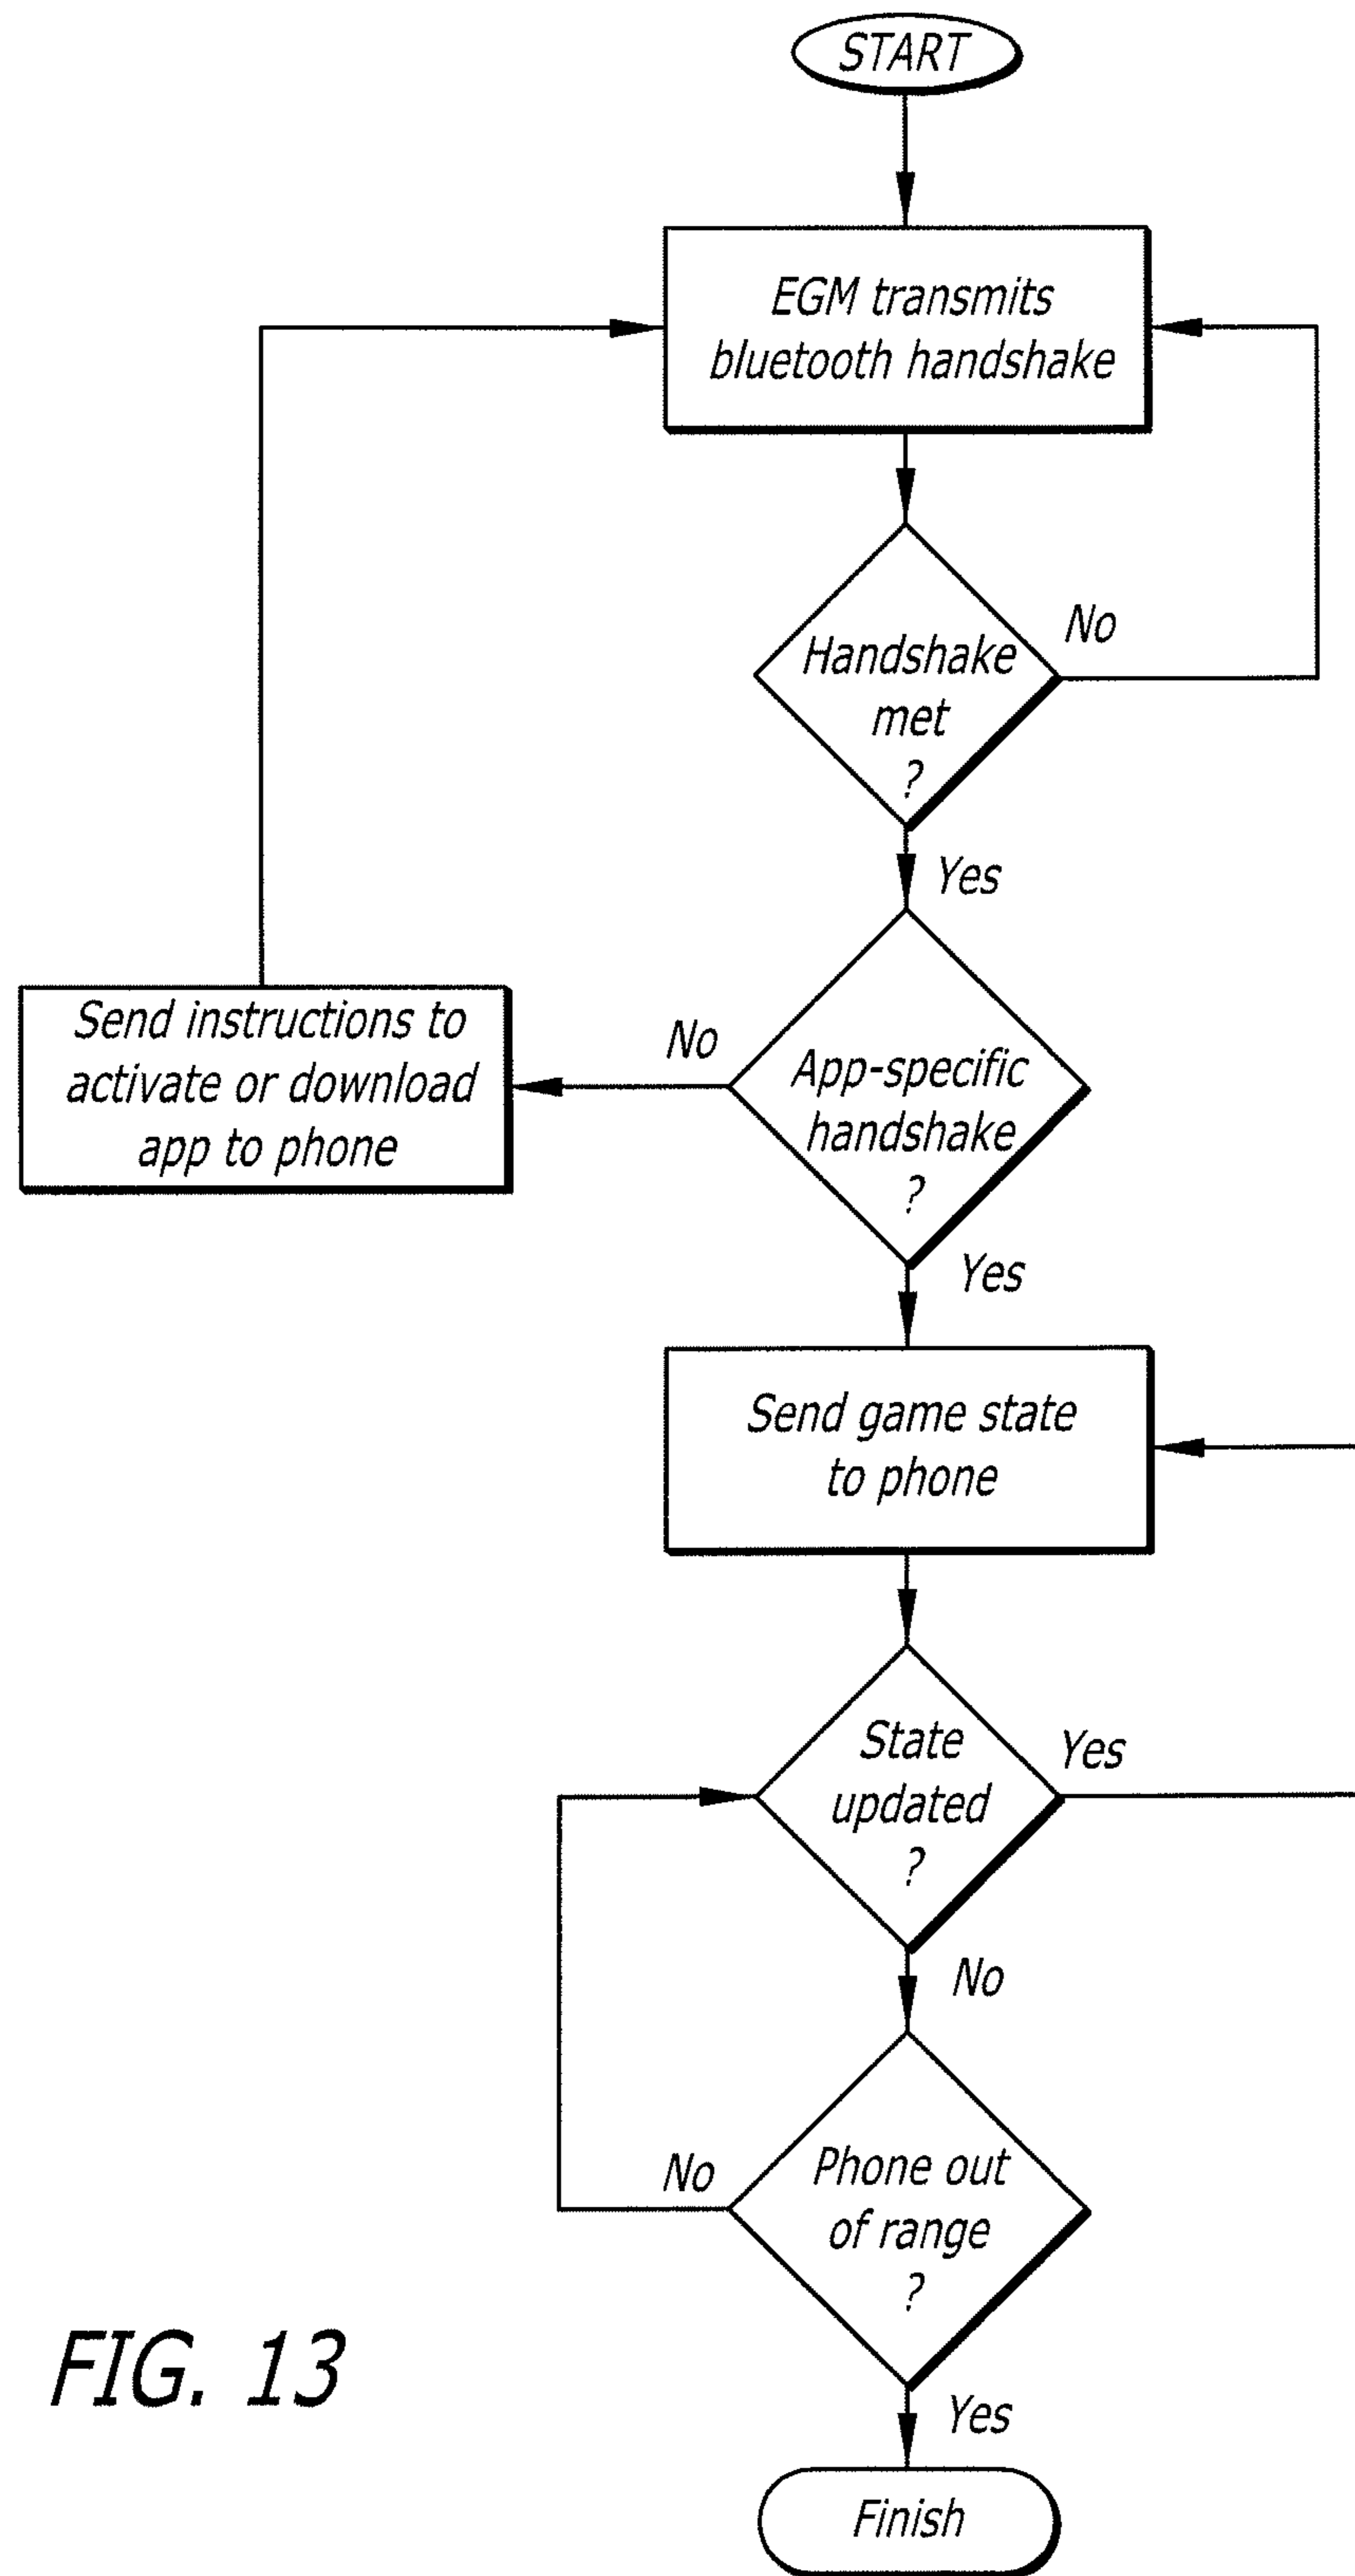 START
EGM transmits
bluetooth handshake
Handshake
met
?
No
Yes
App-specific
handshake
?
No
Send instructions to
activate or download
app to phone
Yes
Send game state
to phone
State
updated
?
Yes
No
Phone out
of range
?
No
Yes
Finish
FIG. 13